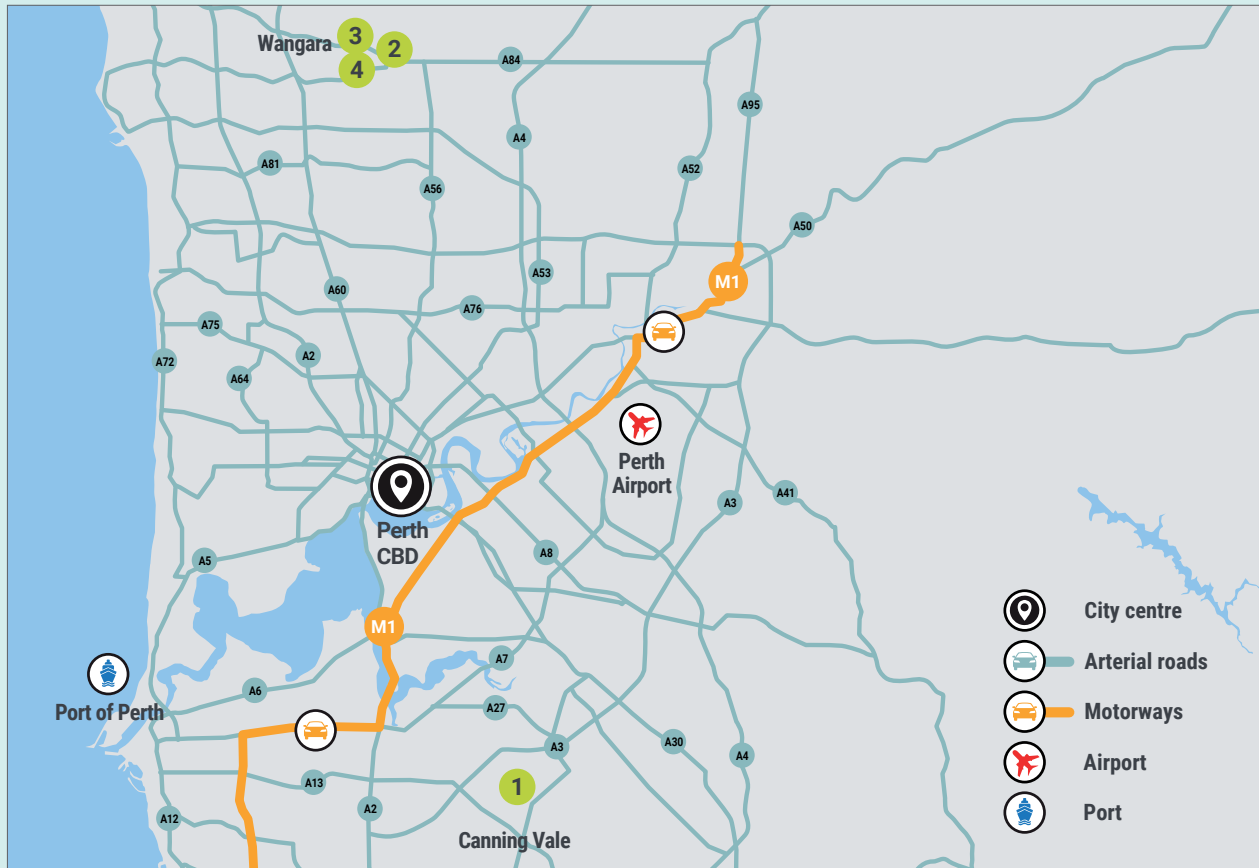 3
Wangara
2
4
A84
A95
A4
A81
A52
A56
A50
A53
M1
A60
A76
A75
A2
A72
A64
Perth
Airport
A41
A3
Perth
CBD
A8
A5
City centre
M1
A7
Arterial roads
A6
Port of Perth
A27
Motorways
A30
A3
A4
Airport
A13
1
A2
A12
Port
Canning Vale